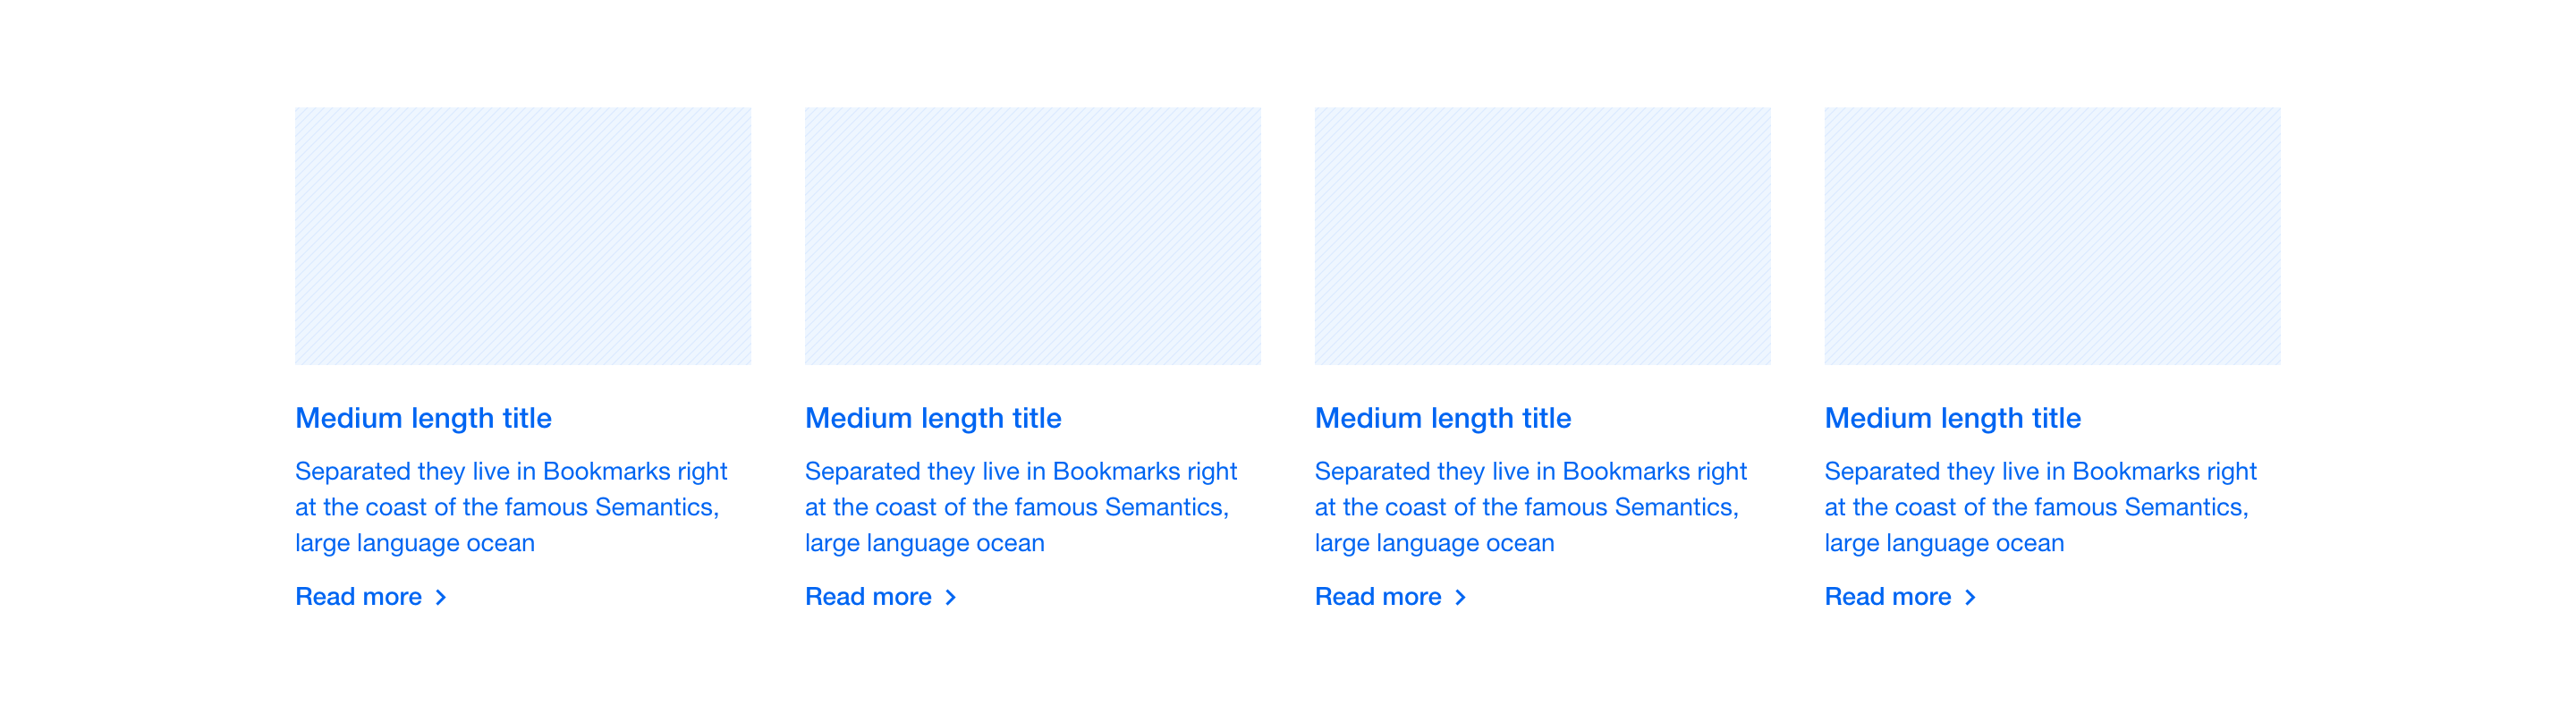 Medium length title
Separated they live in Bookmarks right
at the coast of the famous Semantics,
large language ocean
Read more
Medium length title
Separated they live in Bookmarks right
at the coast of the famous Semantics,
large language ocean
Read more
Medium length title
Separated they live in Bookmarks right
at the coast of the famous Semantics,
large language ocean
Read more
Medium length title
Separated they live in Bookmarks right
at the coast of the famous Semantics,
large language ocean
Read more